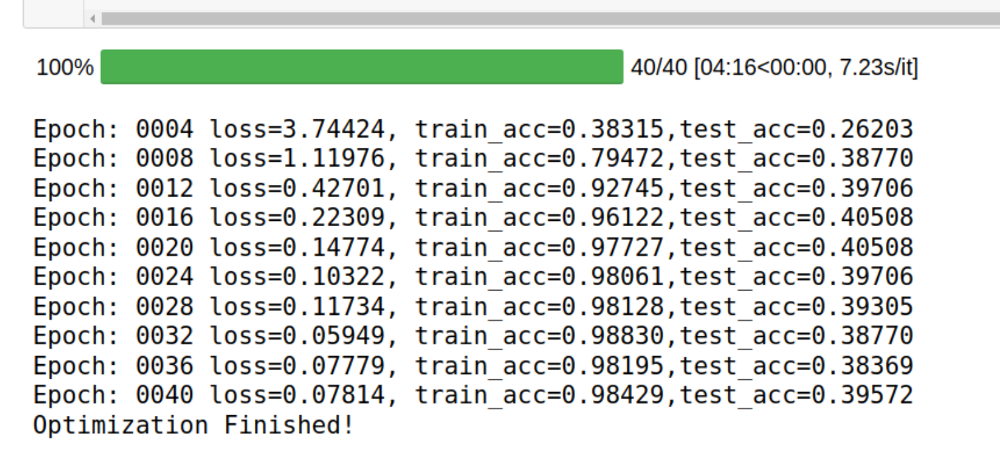 100% 40/40 [04:16<00:00, 7.23s/it]
Epoch: 0004 loss=3.74424, train_acc=0.38315,test_acc=0.26203
Epoch: 0008 loss=1.11976, train_acc=0.79472,test_acc=0.38770
Epoch: 0012 loss=0.42701, train_acc=0.92745,test_acc=0.39706
Epoch: 0016 loss=0.22309, train_acc=0.96122,test_acc=0.40508
Epoch: 0020 loss=0.14774, train_acc=0.97727,test_acc=0.40508
Epoch: 0024 loss=0.10322, train_acc=0.98061,test_acc=0.39706
Epoch: 0028 loss=0.11734, train_acc=0.98128,test_acc=0.39305
Epoch: 0032 loss=0.05949, train_acc=0.98830,test_acc=0.38770
Epoch: 0036 loss=0.07779, train_acc=0.98195,test_acc=0.38369
Epoch: 0040 loss=0.07814, train_acc=0.98429,test_acc=0.39572
Optimization Finished!